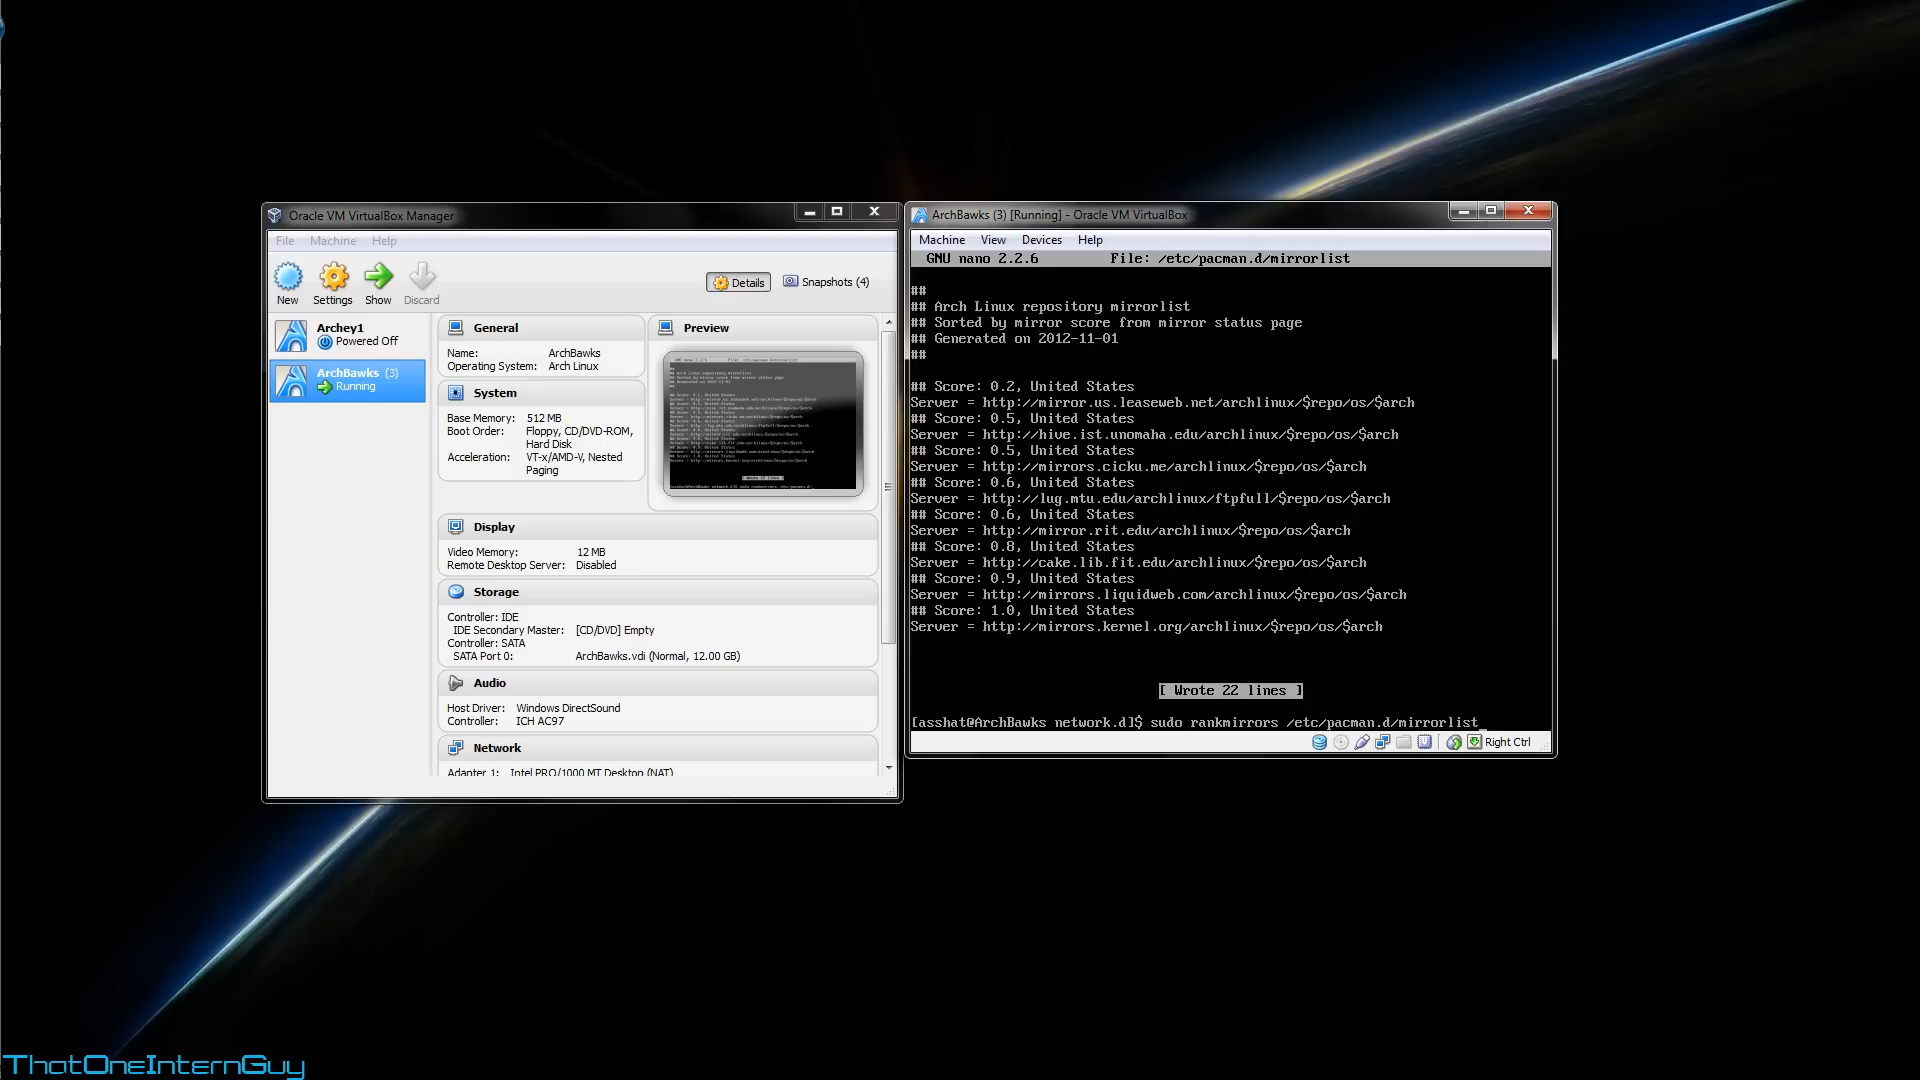 Oracle VM VirtualBox Manager
File Machine Help
New Settings Show Discard
Details Snapshots (4)
Archey1
Powered Off
ArchBawks (3)
Running
General
Name: ArchBawks
Operating System: Arch Linux
System
Base Memory: 512 MB
Boot Order: Floppy, CD/DVD-ROM,
Hard Disk
Acceleration: VT-x/AMD-V, Nested
Paging
Preview
Display
Video Memory: 12 MB
Remote Desktop Server: Disabled
Storage
Controller: IDE
IDE Secondary Master: [CD/DVD] Empty
Controller: SATA
SATA Port 0: ArchBawks.vdi (Normal, 12.00 GB)
Audio
Host Driver: Windows DirectSound
Controller: ICH AC97
Network
Adapter 1: Intel PRO/1000 MT Desktop (NAT)
ArchBawks (3) [Running] - Oracle VM VirtualBox
Machine View Devices Help
GNU nano 2.2.6 File: /etc/pacman.d/mirrorlist
##
## Arch Linux repository mirrorlist
## Sorted by mirror score from mirror status page
## Generated on 2012-11-01
##
## Score: 0.2, United States
Server = http://mirror.us.leaseweb.net/archlinux/$repo/os/$arch
## Score: 0.5, United States
Server = http://hive.ist.unomaha.edu/archlinux/$repo/os/$arch
## Score: 0.5, United States
Server = http://mirrors.cicku.me/archlinux/$repo/os/$arch
## Score: 0.6, United States
Server = http://lug.mtu.edu/archlinux/ftpfull/$repo/os/$arch
## Score: 0.6, United States
Server = http://mirror.rit.edu/archlinux/$repo/os/$arch
## Score: 0.8, United States
Server = http://cake.lib.fit.edu/archlinux/$repo/os/$arch
## Score: 0.9, United States
Server = http://mirrors.liquidweb.com/archlinux/$repo/os/$arch
## Score: 1.0, United States
Server = http://mirrors.kernel.org/archlinux/$repo/os/$arch
[ Wrote 22 lines ]
[asshat@ArchBawks network.d]$ sudo rankmirrors /etc/pacman.d/mirrorlist_
Right Ctrl
ThatOneInternGuy